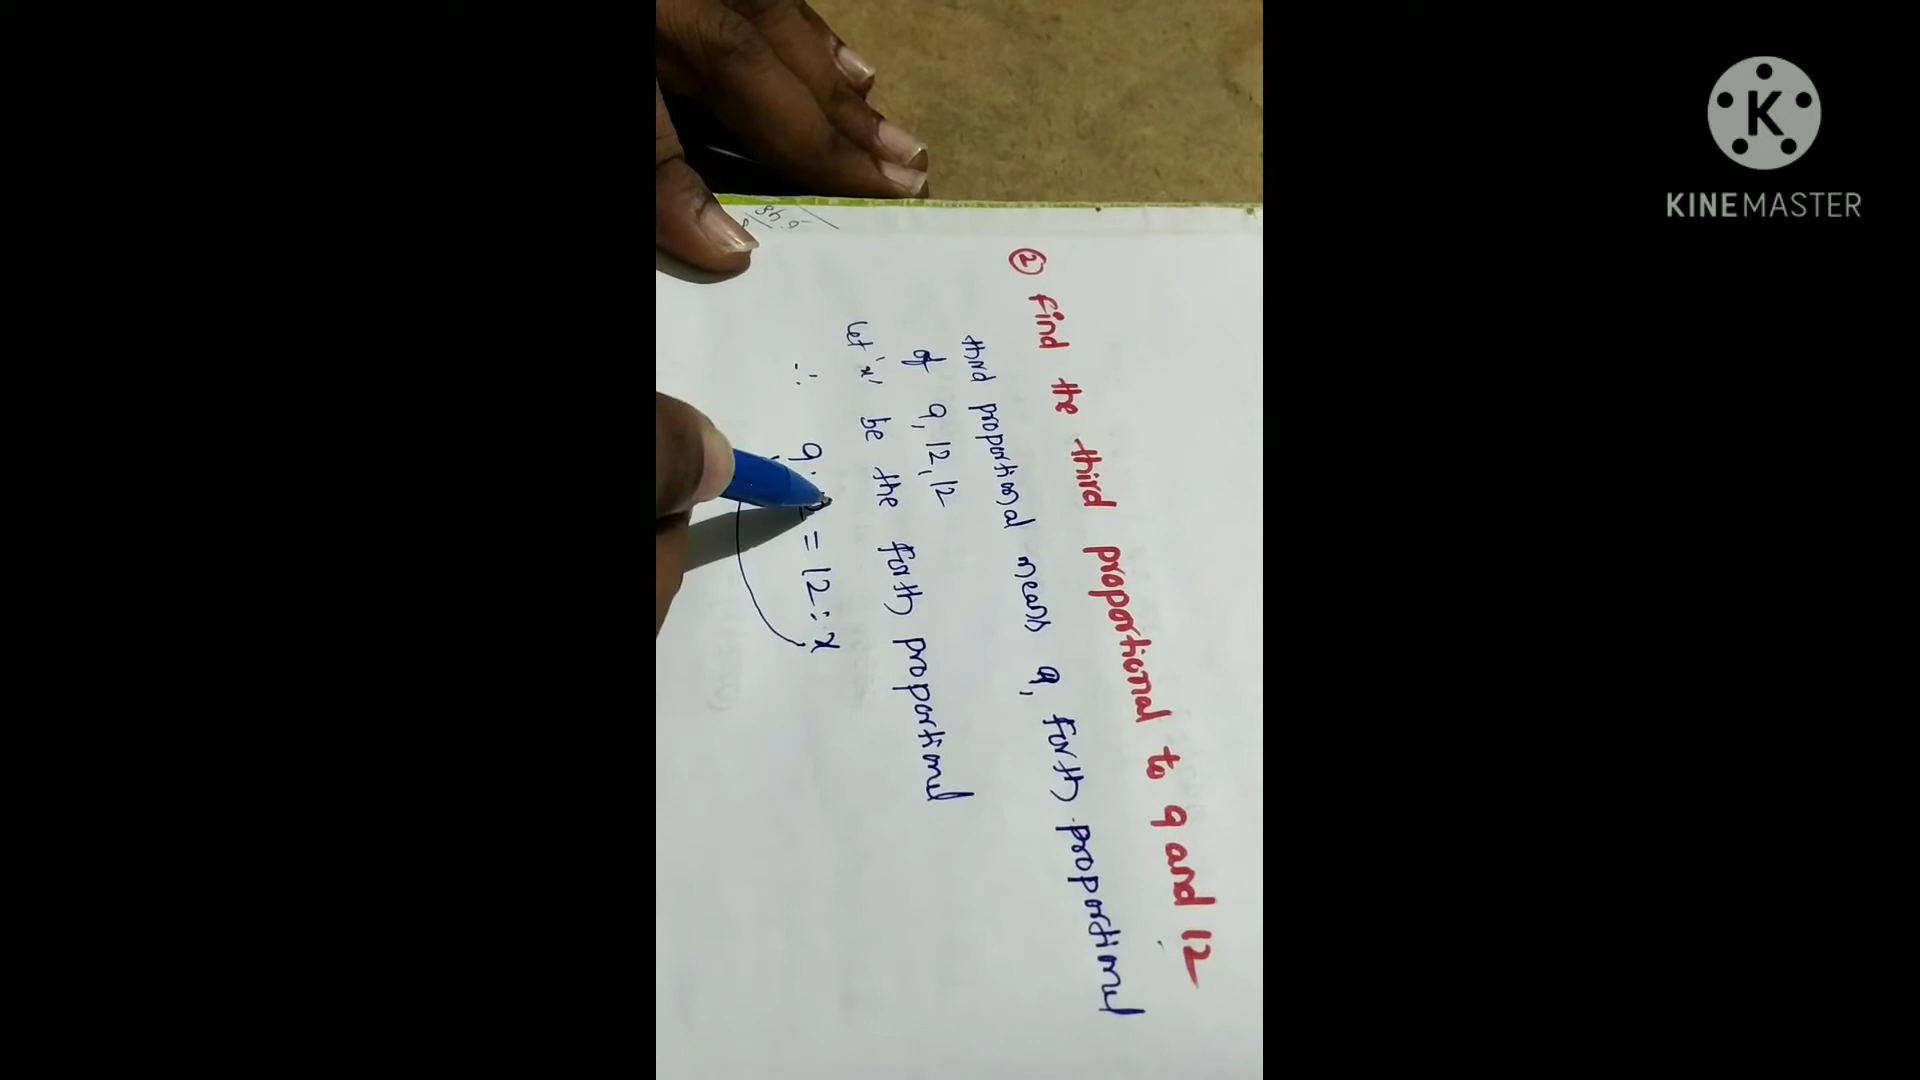 ② Find the third proportional to 9 and 12
third proportional means 9, forth proportional
of 9, 12, 12
let 'x' be the forth proportional
∴ 9: = 12 : x
K
KINEMASTER